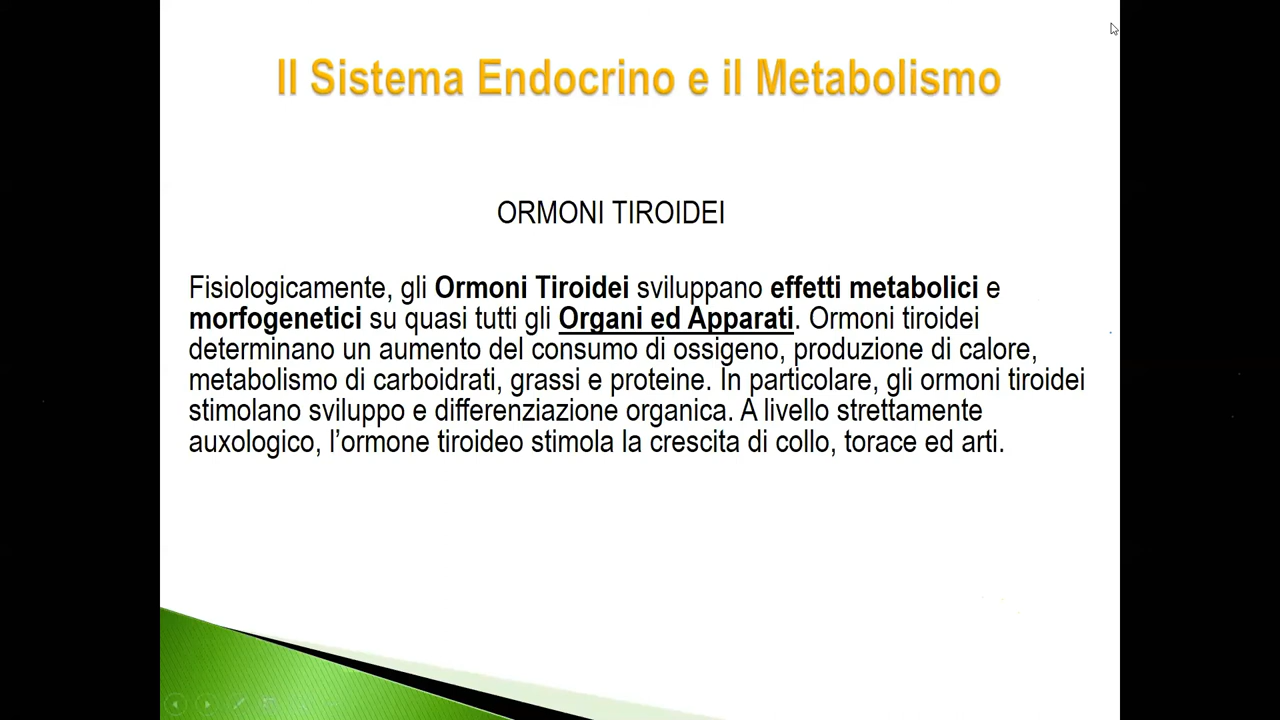 Il Sistema Endocrino e il Metabolismo
ORMONI TIROIDEI
Fisiologicamente, gli Ormoni Tiroidei sviluppano effetti metabolici e
morfogenetici su quasi tutti gli Organi ed Apparati. Ormoni tiroidei
determinano un aumento del consumo di ossigeno, produzione di calore,
metabolismo di carboidrati, grassi e proteine. In particolare, gli ormoni tiroidei
stimolano sviluppo e differenziazione organica. A livello strettamente
auxologico, l’ormone tiroideo stimola la crescita di collo, torace ed arti.